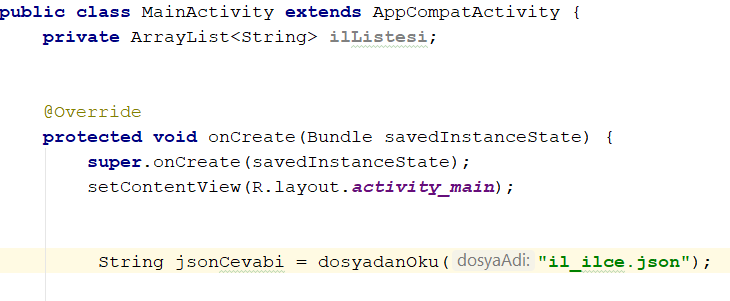 public class MainActivity extends AppCompatActivity {
private ArrayList<String> ilListesi;
@Override
protected void onCreate(Bundle savedInstanceState) {
super.onCreate(savedInstanceState);
setContentView(R.layout.activity_main);
String jsonCevabi = dosyadanOku( dosyaAdi: "il_ilce.json");